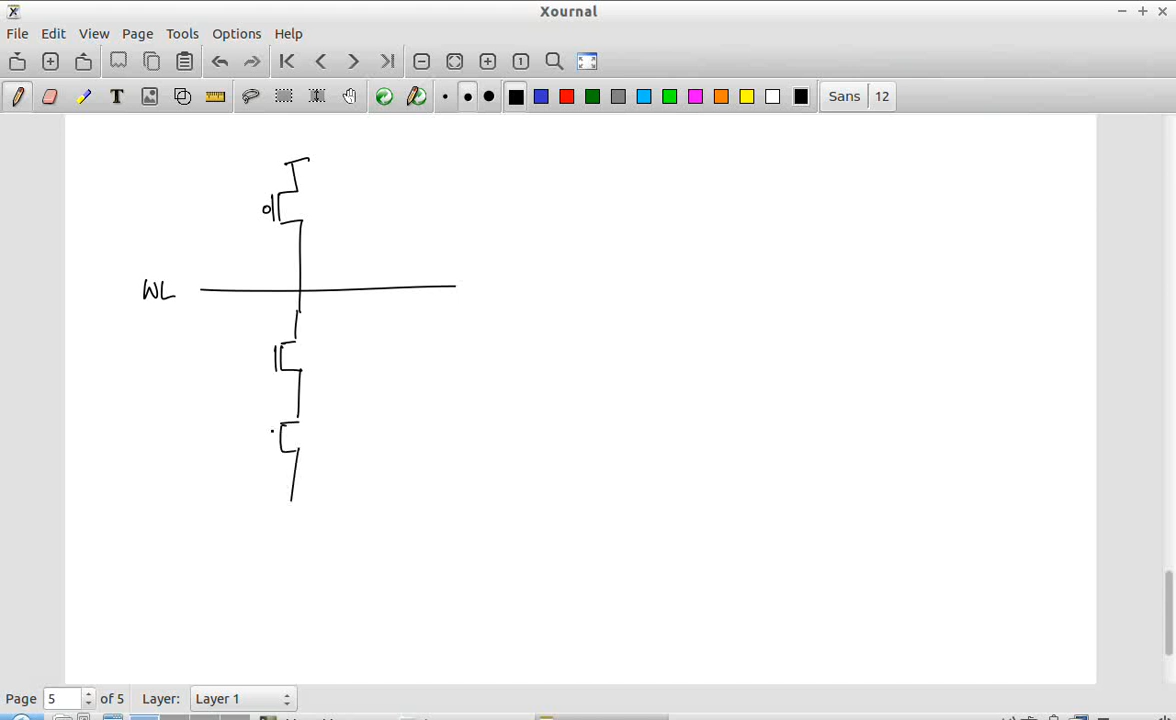 Xournal
File Edit View Page Tools Options Help
Sans 12
WL
Page 5 of 5 Layer: Layer 1